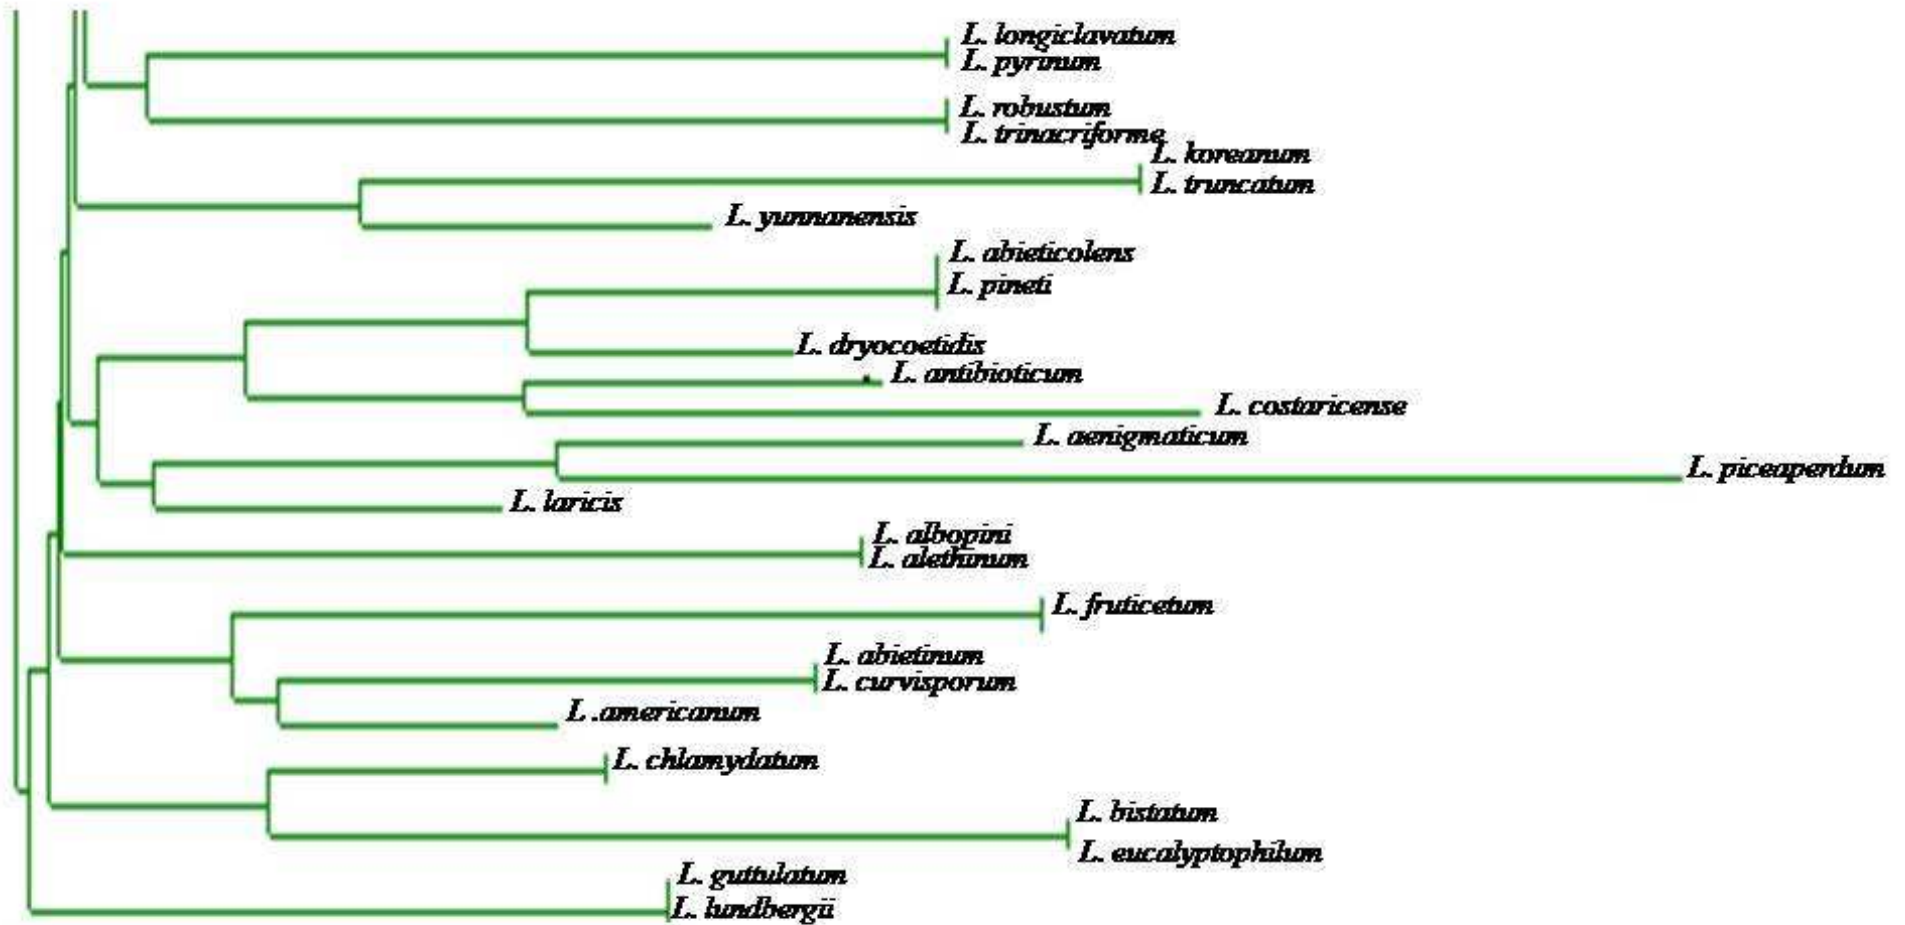 L. longiclavatum
L. pyrinum
L. robustum
L. trinacriforme
L. koreanum
L. truncatum
L. yunnanensis
L. abieticolens
L. pineti
L. dryocoetidis
L. antibioticum
L. costaricense
L. aenigmaticum
L. piceaperdum
L. laricis
L. albopini
L. alethinum
L. fruticetum
L. abietinum
L. curvisporum
L .americanum
L. chlamydatum
L. bistatum
L. eucalyptophilum
L. guttulatum
L. lundbergii